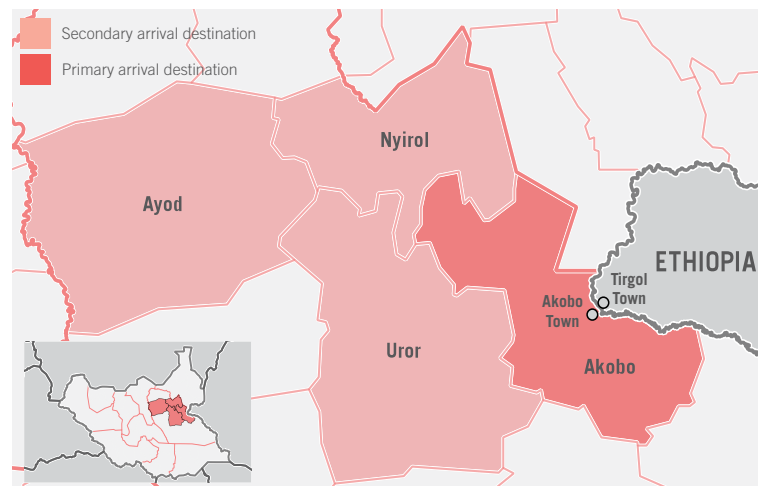 Secondary arrival destination
Primary arrival destination
Nyirol
Ayod
ETHIOPIA
Tirgol
Town
Akobo
Town
Uror
Akobo